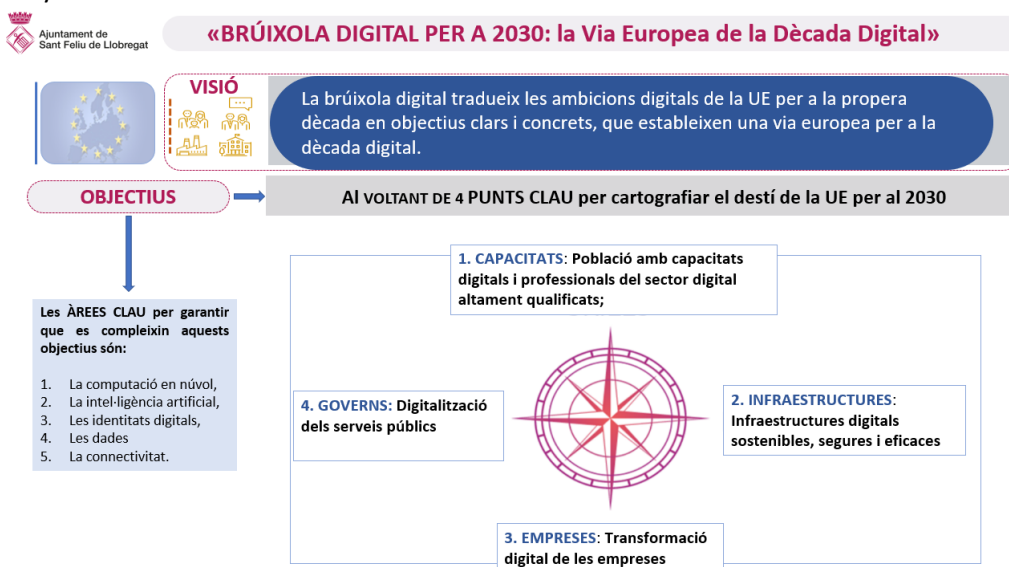 Ajuntament de
Sant Feliu de Llobregat
«BRÚIXOLA DIGITAL PER A 2030: la Via Europea de la Dècada Digital»
VISIÓ
La brúixola digital tradueix les ambicions digitals de la UE per a la propera
dècada en objectius clars i concrets, que estableixen una via europea per a la
dècada digital.
OBJECTIUS
Al VOLTANT DE 4 PUNTS CLAU per cartografiar el destí de la UE per al 2030
1. CAPACITATS: Població amb capacitats
digitals i professionals del sector digital
altament qualificats;
Les ÀREES CLAU per garantir
que es compleixin aquests
objectius són:
1. La computació en núvol,
2. La intel·ligència artificial,
3. Les identitats digitals,
4. Les dades
5. La connectivitat.
4. GOVERNS: Digitalització
dels serveis públics
2. INFRAESTRUCTURES:
Infraestructures digitals
sostenibles, segures i eficaces
3. EMPRESES: Transformació
digital de les empreses